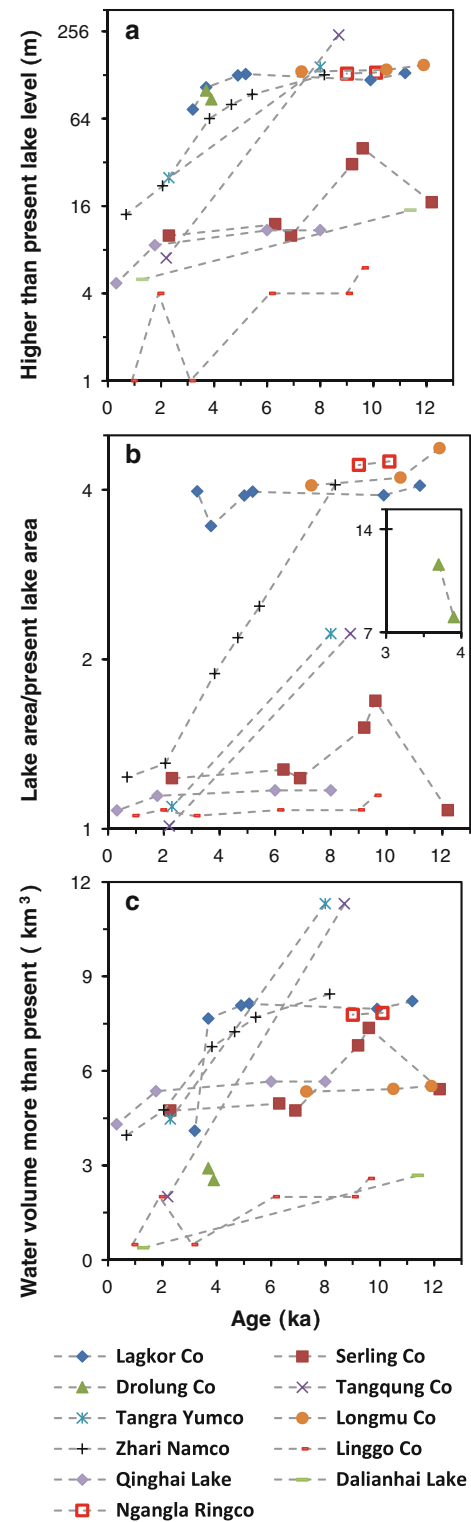 a
Higher than present lake level (m)
256
64
16
4
1
0 2 4 6 8 10 12
b
Lake area/present lake area
4
2
1
14
7
3 4
0 2 4 6 8 10 12
c
Water volume more than present ( km³)
12
9
6
3
0
0 2 4 6 8 10 12
Age (ka)
Lagkor Co Serling Co
Drolung Co Tangqung Co
Tangra Yumco Longmu Co
Zhari Namco Linggo Co
Qinghai Lake Dalianhai Lake
Ngangla Ringco